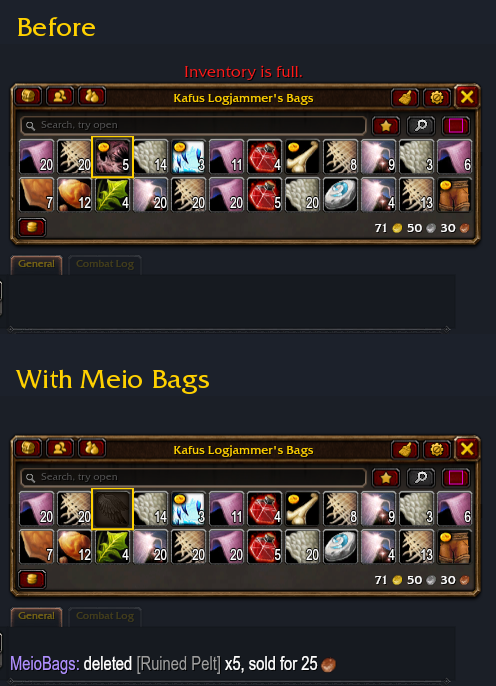 Before
Inventory is full.
Kafus Logjammer's Bags
Search, try open
20 20 5 14 3 11 4 8 9 3 6
7 12 4 20 20 20 5 20 4 13
71 50 30
General Combat Log
With Meio Bags
Kafus Logjammer's Bags
Search, try open
20 20 14 3 11 4 8 9 3 6
7 12 4 20 20 20 5 20 4 13
71 50 30
General Combat Log
MeioBags: deleted [Ruined Pelt] x5, sold for 25